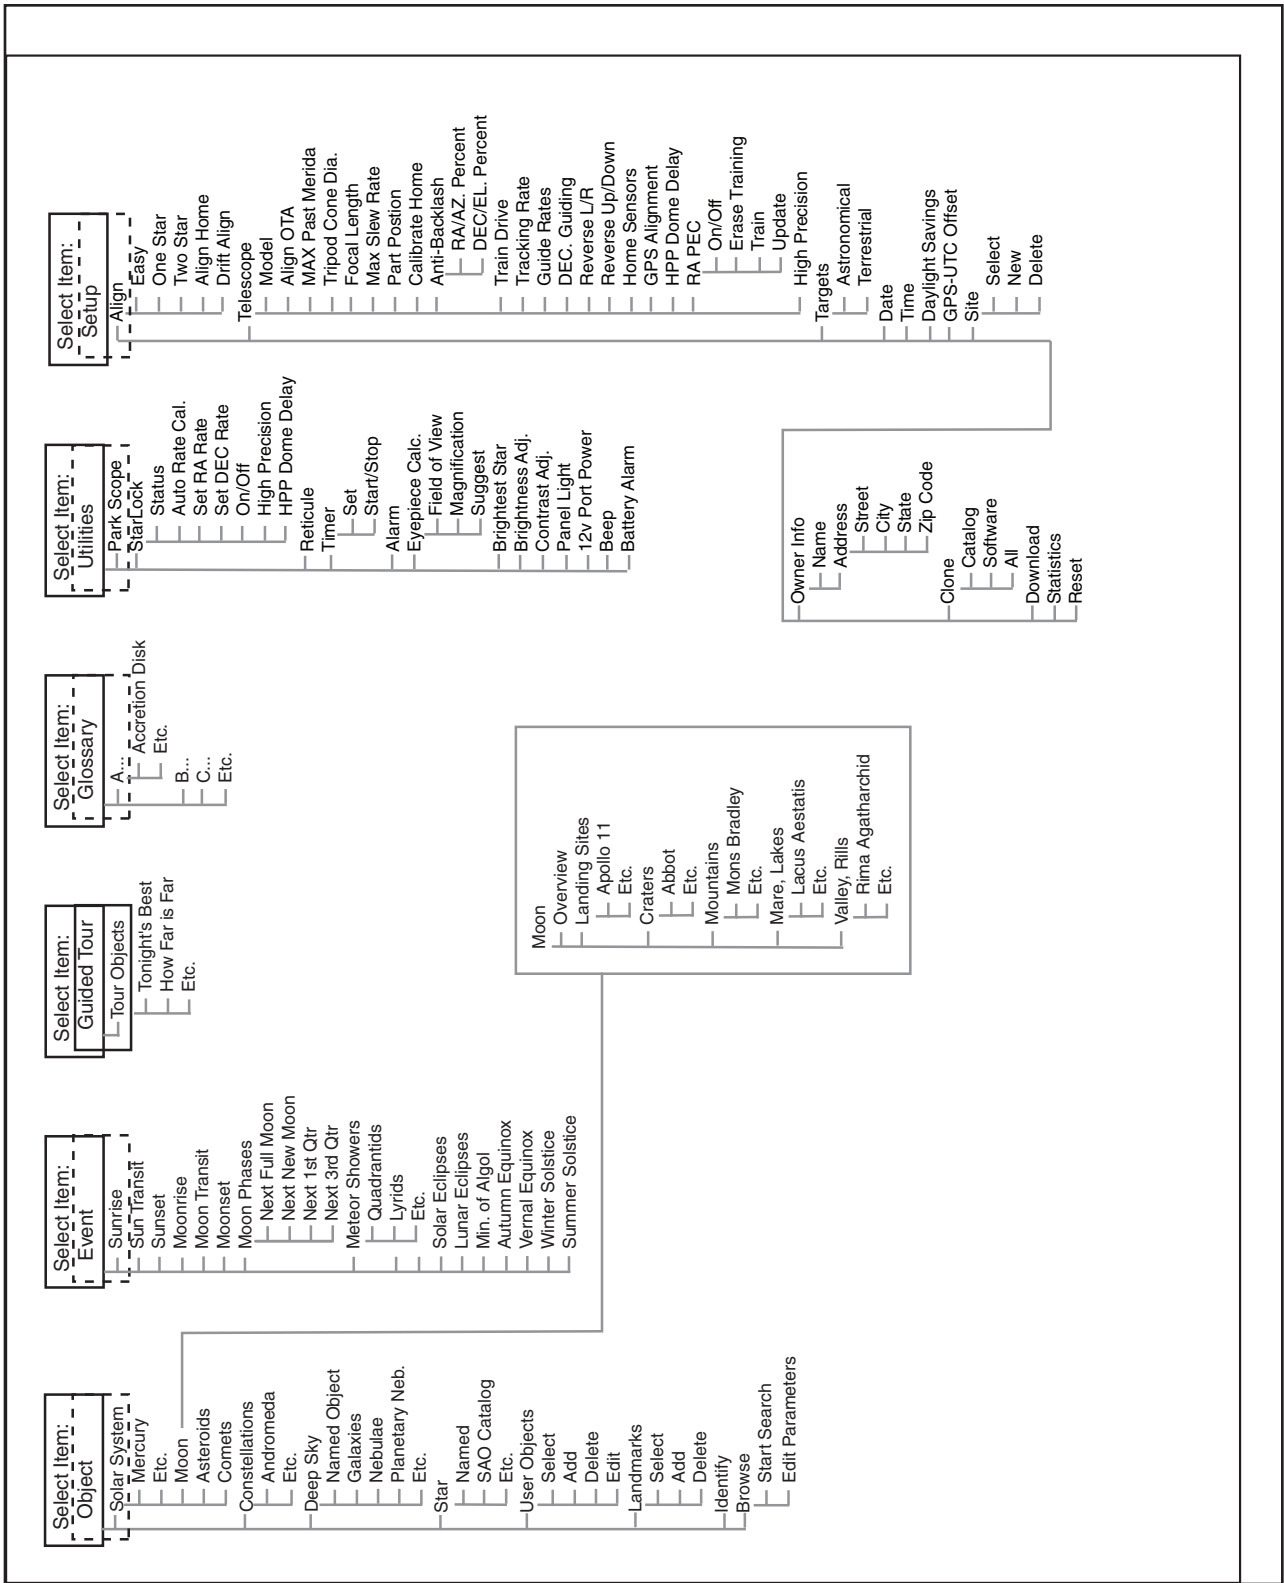 Select Item:
Object
Solar System
Mercury
Etc.
Moon
Asteroids
Comets
Constellations
Andromeda
Etc.
Deep Sky
Named Object
Galaxies
Nebulae
Planetary Neb.
Etc.
Star
Named
SAO Catalog
Etc.
User Objects
Select
Add
Delete
Edit
Landmarks
Select
Add
Delete
Identify
Browse
Start Search
Edit Parameters
Select Item:
Event
Sunrise
Sun Transit
Sunset
Moonrise
Moon Transit
Moonset
Moon Phases
Next Full Moon
Next New Moon
Next 1st Qtr
Next 3rd Qtr
Meteor Showers
Quadrantids
Lyrids
Etc.
Solar Eclipses
Lunar Eclipses
Min. of Algol
Autumn Equinox
Vernal Equinox
Winter Solstice
Summer Solstice
Select Item:
Guided Tour
Tour Objects
Tonight's Best
How Far is Far
Etc.
Moon
Overview
Landing Sites
Apollo 11
Etc.
Craters
Abbot
Etc.
Mountains
Mons Bradley
Etc.
Mare, Lakes
Lacus Aestatis
Etc.
Valley, Rills
Rima Agatharchid
Etc.
Select Item:
Glossary
A...
Accretion Disk
Etc.
B...
C...
Etc.
Select Item:
Utilities
Park Scope
StarLock
Status
Auto Rate Cal.
Set RA Rate
Set DEC Rate
On/Off
High Precision
HPP Dome Delay
Reticule
Timer
Set
Start/Stop
Alarm
Eyepiece Calc.
Field of View
Magnification
Suggest
Brightest Star
Brightness Adj.
Contrast Adj.
Panel Light
12v Port Power
Beep
Battery Alarm
Select Item:
Setup
Align
Easy
One Star
Two Star
Align Home
Drift Align
Telescope
Model
Align OTA
MAX Past Merida
Tripod Cone Dia.
Focal Length
Max Slew Rate
Part Postion
Calibrate Home
Anti-Backlash
RA/AZ. Percent
DEC/EL. Percent
Train Drive
Tracking Rate
Guide Rates
DEC. Guiding
Reverse L/R
Reverse Up/Down
Home Sensors
GPS Alignment
HPP Dome Delay
RA PEC
On/Off
Erase Training
Train
Update
High Precision
Targets
Astronomical
Terrestrial
Date
Time
Daylight Savings
GPS-UTC Offset
Site
Select
New
Delete
Owner Info
Name
Address
Street
City
State
Zip Code
Clone
Catalog
Software
All
Download
Statistics
Reset